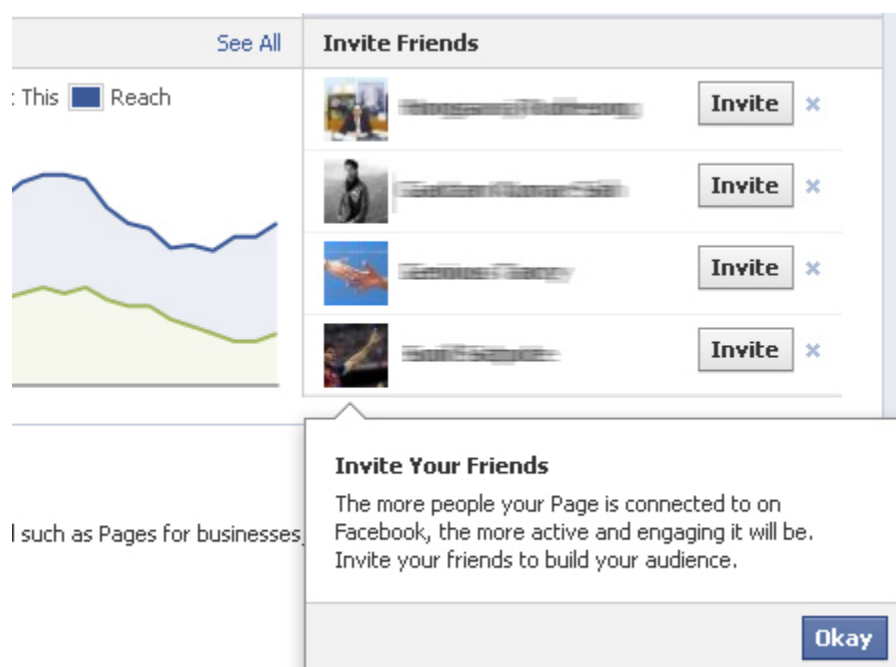 See All
Invite Friends
: This Reach
Invite
Invite
Invite
Invite
Invite Your Friends
The more people your Page is connected to on
Facebook, the more active and engaging it will be.
Invite your friends to build your audience.
such as Pages for businesses
Okay